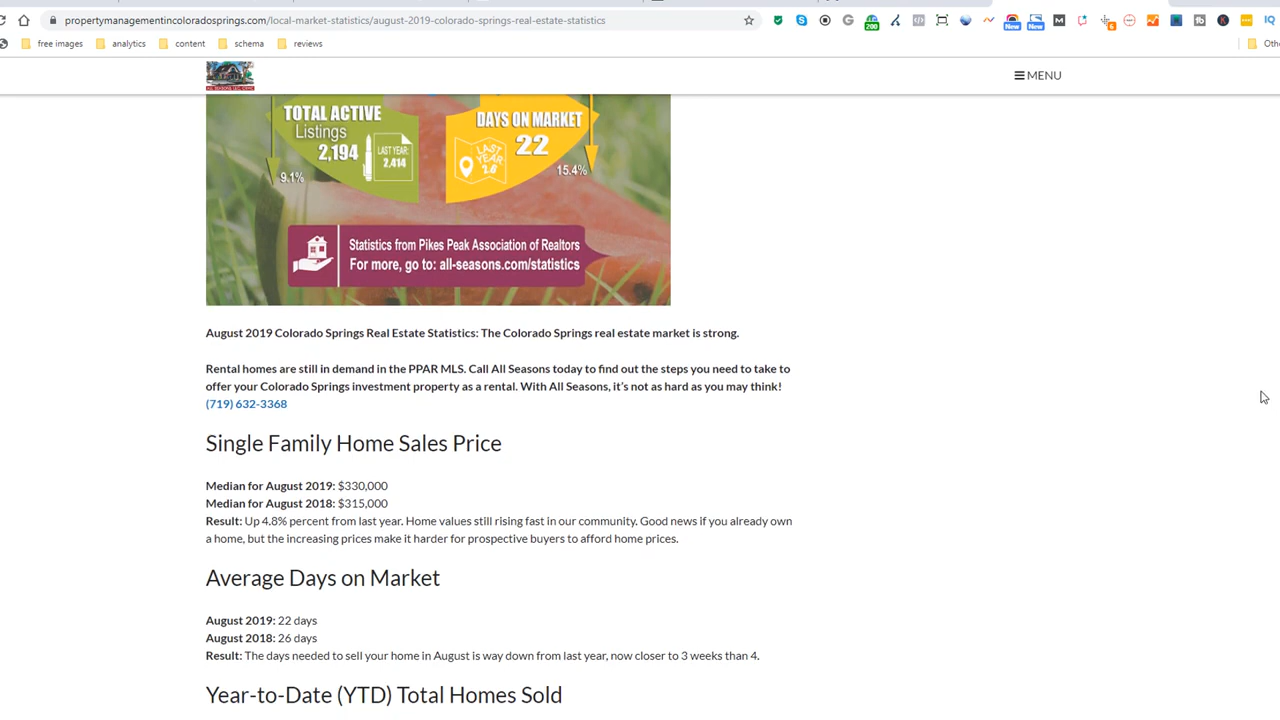 propertymanagementincoloradosprings.com/local-market-statistics/august-2019-colorado-springs-real-estate-statistics
200
New
New
M
6
IQ
free images
analytics
content
schema
reviews
MENU
TOTAL ACTIVE
Listings
2,194
LAST YEAR:
2,414
9.1%
DAYS ON MARKET
22
LAST
YEAR
2.6
15.4%
Statistics from Pikes Peak Association of Realtors
For more, go to: all-seasons.com/statistics
August 2019 Colorado Springs Real Estate Statistics: The Colorado Springs real estate market is strong.
Rental homes are still in demand in the PPAR MLS. Call All Seasons today to find out the steps you need to take to
offer your Colorado Springs investment property as a rental. With All Seasons, it’s not as hard as you may think!
(719) 632-3368
Single Family Home Sales Price
Median for August 2019: $330,000
Median for August 2018: $315,000
Result: Up 4.8% percent from last year. Home values still rising fast in our community. Good news if you already own
a home, but the increasing prices make it harder for prospective buyers to afford home prices.
Average Days on Market
August 2019: 22 days
August 2018: 26 days
Result: The days needed to sell your home in August is way down from last year, now closer to 3 weeks than 4.
Year-to-Date (YTD) Total Homes Sold